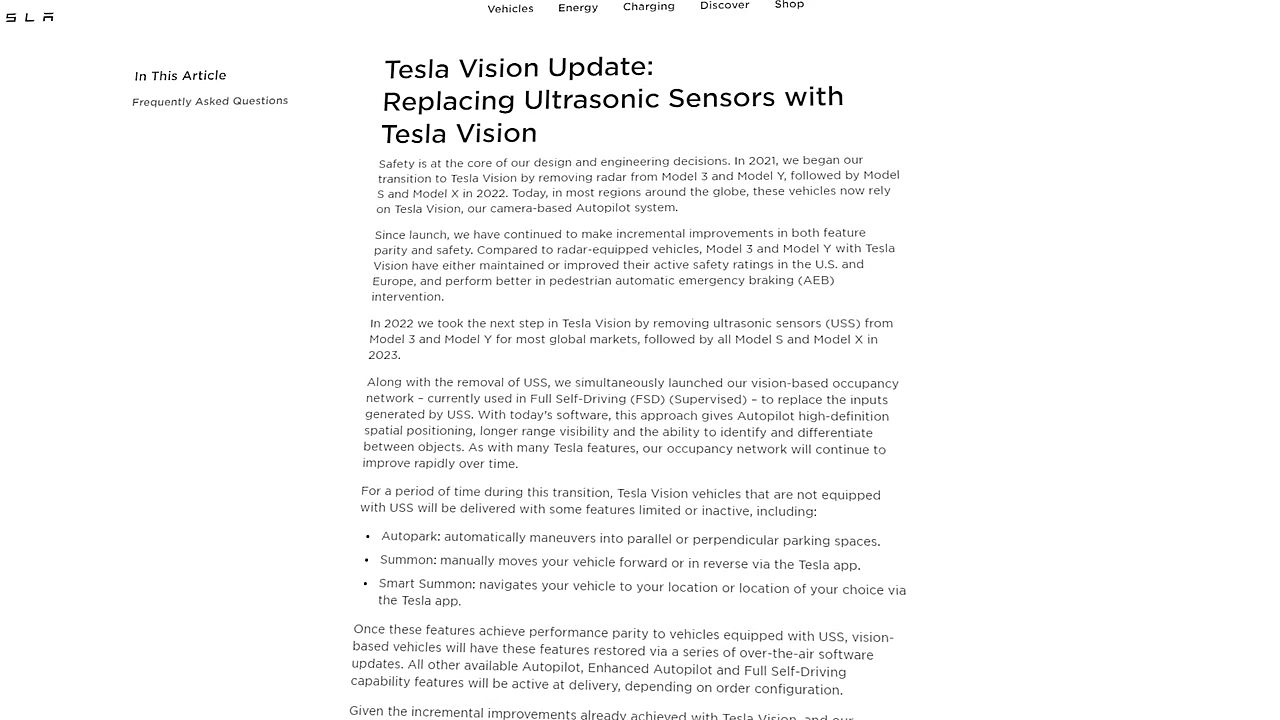 SLA
Vehicles Energy Charging Discover Shop
In This Article
Frequently Asked Questions
Tesla Vision Update:
Replacing Ultrasonic Sensors with
Tesla Vision
Safety is at the core of our design and engineering decisions. In 2021, we began our
transition to Tesla Vision by removing radar from Model 3 and Model Y, followed by Model
S and Model X in 2022. Today, in most regions around the globe, these vehicles now rely
on Tesla Vision, our camera-based Autopilot system.
Since launch, we have continued to make incremental improvements in both feature
parity and safety. Compared to radar-equipped vehicles, Model 3 and Model Y with Tesla
Vision have either maintained or improved their active safety ratings in the U.S. and
Europe, and perform better in pedestrian automatic emergency braking (AEB)
intervention.
In 2022 we took the next step in Tesla Vision by removing ultrasonic sensors (USS) from
Model 3 and Model Y for most global markets, followed by all Model S and Model X in
2023.
Along with the removal of USS, we simultaneously launched our vision-based occupancy
network – currently used in Full Self-Driving (FSD) (Supervised) – to replace the inputs
generated by USS. With today's software, this approach gives Autopilot high-definition
spatial positioning, longer range visibility and the ability to identify and differentiate
between objects. As with many Tesla features, our occupancy network will continue to
improve rapidly over time.
For a period of time during this transition, Tesla Vision vehicles that are not equipped
with USS will be delivered with some features limited or inactive, including:
• Autopark: automatically maneuvers into parallel or perpendicular parking spaces.
• Summon: manually moves your vehicle forward or in reverse via the Tesla app.
• Smart Summon: navigates your vehicle to your location or location of your choice via
the Tesla app.
Once these features achieve performance parity to vehicles equipped with USS, vision-
based vehicles will have these features restored via a series of over-the-air software
updates. All other available Autopilot, Enhanced Autopilot and Full Self-Driving
capability features will be active at delivery, depending on order configuration.
Given the incremental improvements already achieved with Tesla Vision, and our